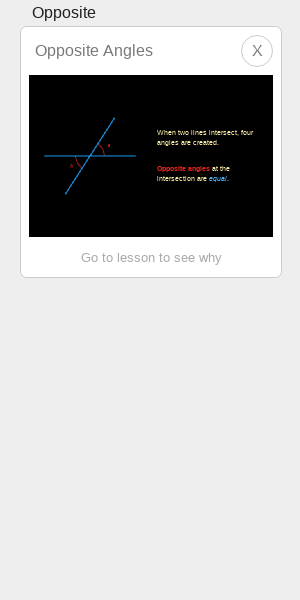 Opposite
Opposite Angles
X
When two lines intersect, four
angles are created.
Opposite angles at the
intersection are equal.
Go to lesson to see why